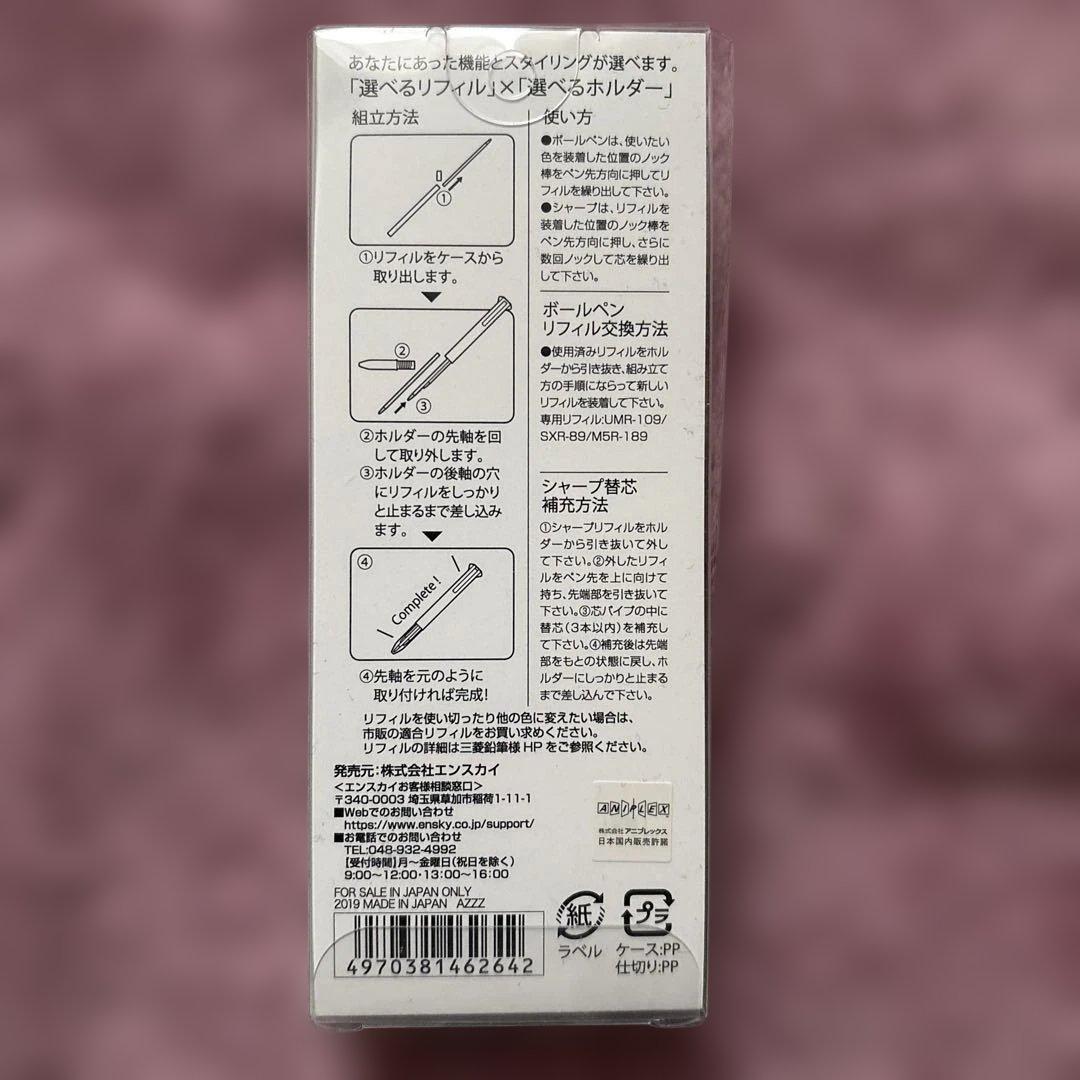 あなたにあった機能とスタイリングが選べます。
「選べるリフィル」×「選べるホルダー」
組立方法
①
①リフィルをケースから
取り出します。
②
③
②ホルダーの先軸を回
して取り外します。
③ホルダーの後軸の穴
にリフィルをしっかり
と止まるまで差し込み
ます。
④
Complete!
④先軸を元のように
取り付ければ完成!
使い方
●ボールペンは、使いたい
色を装着した位置のノック
棒をペン先方向に押してリ
フィルを繰り出して下さい。
●シャープは、リフィルを
装着した位置のノック棒を
ペン先方向に押し、さらに
数回ノックして芯を繰り出
して下さい。
ボールペン
リフィル交換方法
●使用済みリフィルをホル
ダーから引き抜き、組み立て
方の手順にならって新しい
リフィルを装着して下さい。
専用リフィル:UMR-109/
SXR-89/M5R-189
シャープ替芯
補充方法
①シャープリフィルをホル
ダーから引き抜いて外し
て下さい。②外したリフィ
ルをペン先を上に向けて
持ち、先端部を引き抜いて
下さい。③芯パイプの中に
替芯(3本以内)を補充し
て下さい。④補充後は先端
部をもとの状態に戻し、ホ
ルダーにしっかりと止まる
まで差し込んで下さい。
リフィルを使い切ったり他の色に変えたい場合は、
市販の適合リフィルをお買い求めください。
リフィルの詳細は三菱鉛筆様HPをご参照ください。
発売元:株式会社エンスカイ
<エンスカイお客様相談窓口>
〒340-0003 埼玉県草加市稲荷1-11-1
■Webでのお問い合わせ
https://www.ensky.co.jp/support/
■お電話でのお問い合わせ
TEL:048-932-4992
【受付時間】月～金曜日(祝日を除く)
9:00～12:00・13:00～16:00
FOR SALE IN JAPAN ONLY
2019 MADE IN JAPAN AZZZ
4970381462642
ANIPLEX
株式会社 アニプレックス
日本国内販売許諾
紙
ラベル
プラ
ケース:PP
仕切り:PP